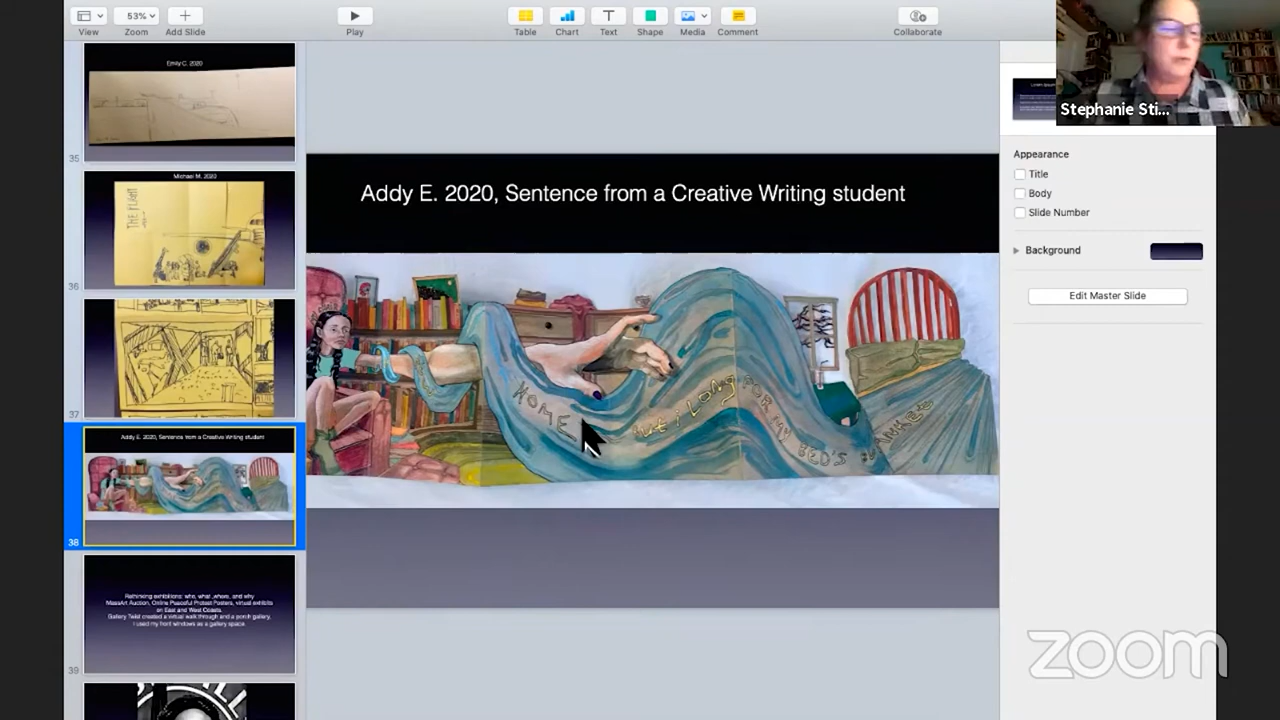 53%
View
Zoom
Add Slide
Play
Table
Chart
Text
Shape
Media
Comment
Collaborate
Stephanie Sti...
Emily C. 2020
35
Michael M. 2020
36
37
Addy E. 2020, Sentence from a Creative Writing student
38
Rethinking exhibitions: who, what ,where, and why
MassArt Auction, Online Peaceful Protest Posters, virtual exhibits
on East and West Coasts.
Gallery Twist created a virtual walk through and a porch gallery.
I used my front windows as a gallery space.
39
Addy E. 2020, Sentence from a Creative Writing student
HOME
but i Long FOR MY BED'S
Appearance
Title
Body
Slide Number
Background
Edit Master Slide
zoom